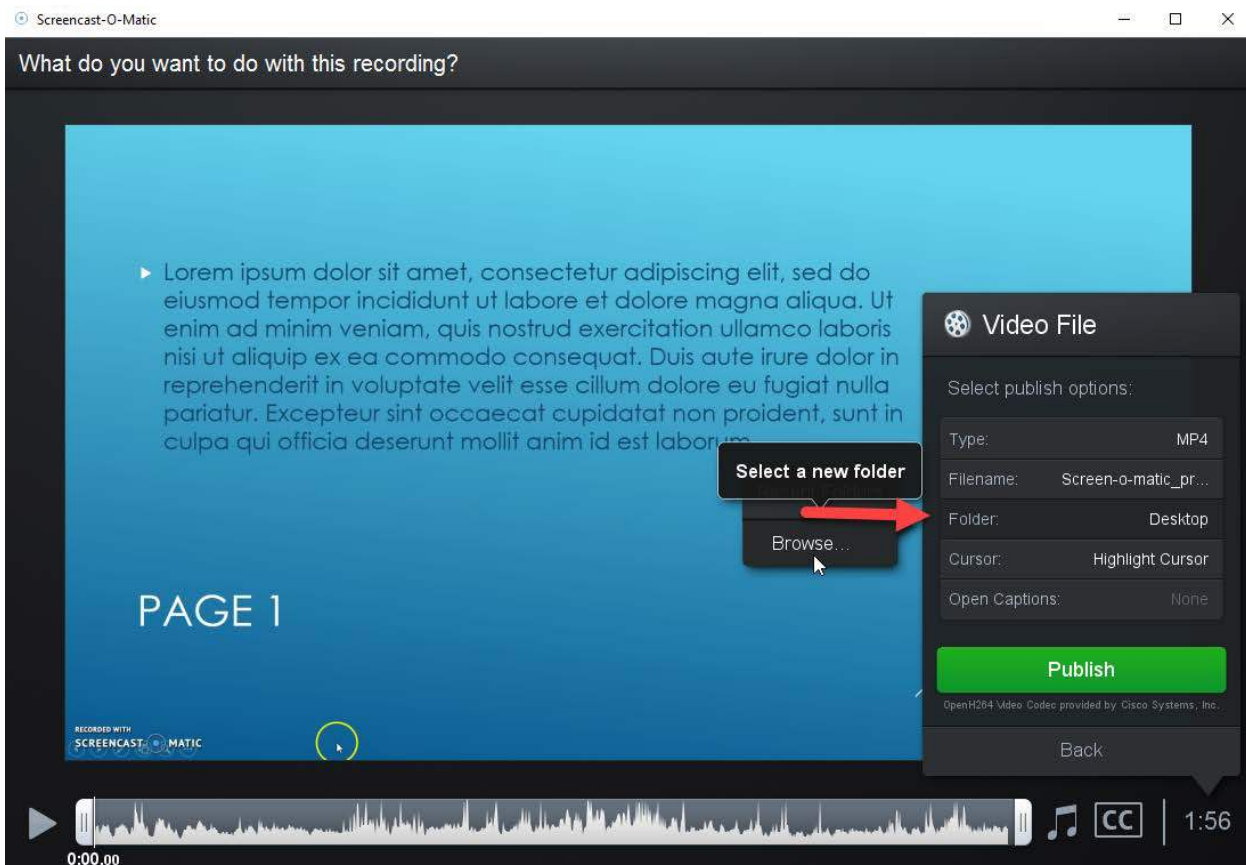 Screencast-O-Matic
What do you want to do with this recording?
Lorem ipsum dolor sit amet, consectetur adipiscing elit, sed do
eiusmod tempor incididunt ut labore et dolore magna aliqua. Ut
enim ad minim veniam, quis nostrud exercitation ullamco laboris
nisi ut aliquip ex ea commodo consequat. Duis aute irure dolor in
reprehenderit in voluptate velit esse cillum dolore eu fugiat nulla
pariatur. Excepteur sint occaecat cupidatat non proident, sunt in
culpa qui officia deserunt mollit anim id est laborum.
PAGE 1
RECORDED WITH
SCREENCAST-O-MATIC
Select a new folder
Browse...
Video File
Select publish options:
Type: MP4
Filename: Screen-o-matic_pr...
Folder: Desktop
Cursor: Highlight Cursor
Open Captions: None
Publish
OpenH264 Video Codec provided by Cisco Systems, Inc.
Back
CC
1:56
0:00.00